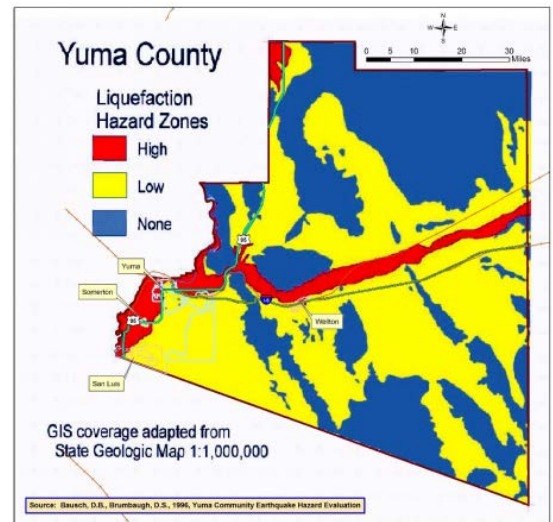 Yuma County
N
W E
S
0 5 10 20 30
Miles
Liquefaction
Hazard Zones
High
Low
None
95
Yuma
Somerton
95
8
Wellton
San Luis
GIS coverage adapted from
State Geologic Map 1:1,000,000
Source: Bausch, D.B., Brumbaugh, D.S., 1996, Yuma Community Earthquake Hazard Evaluation